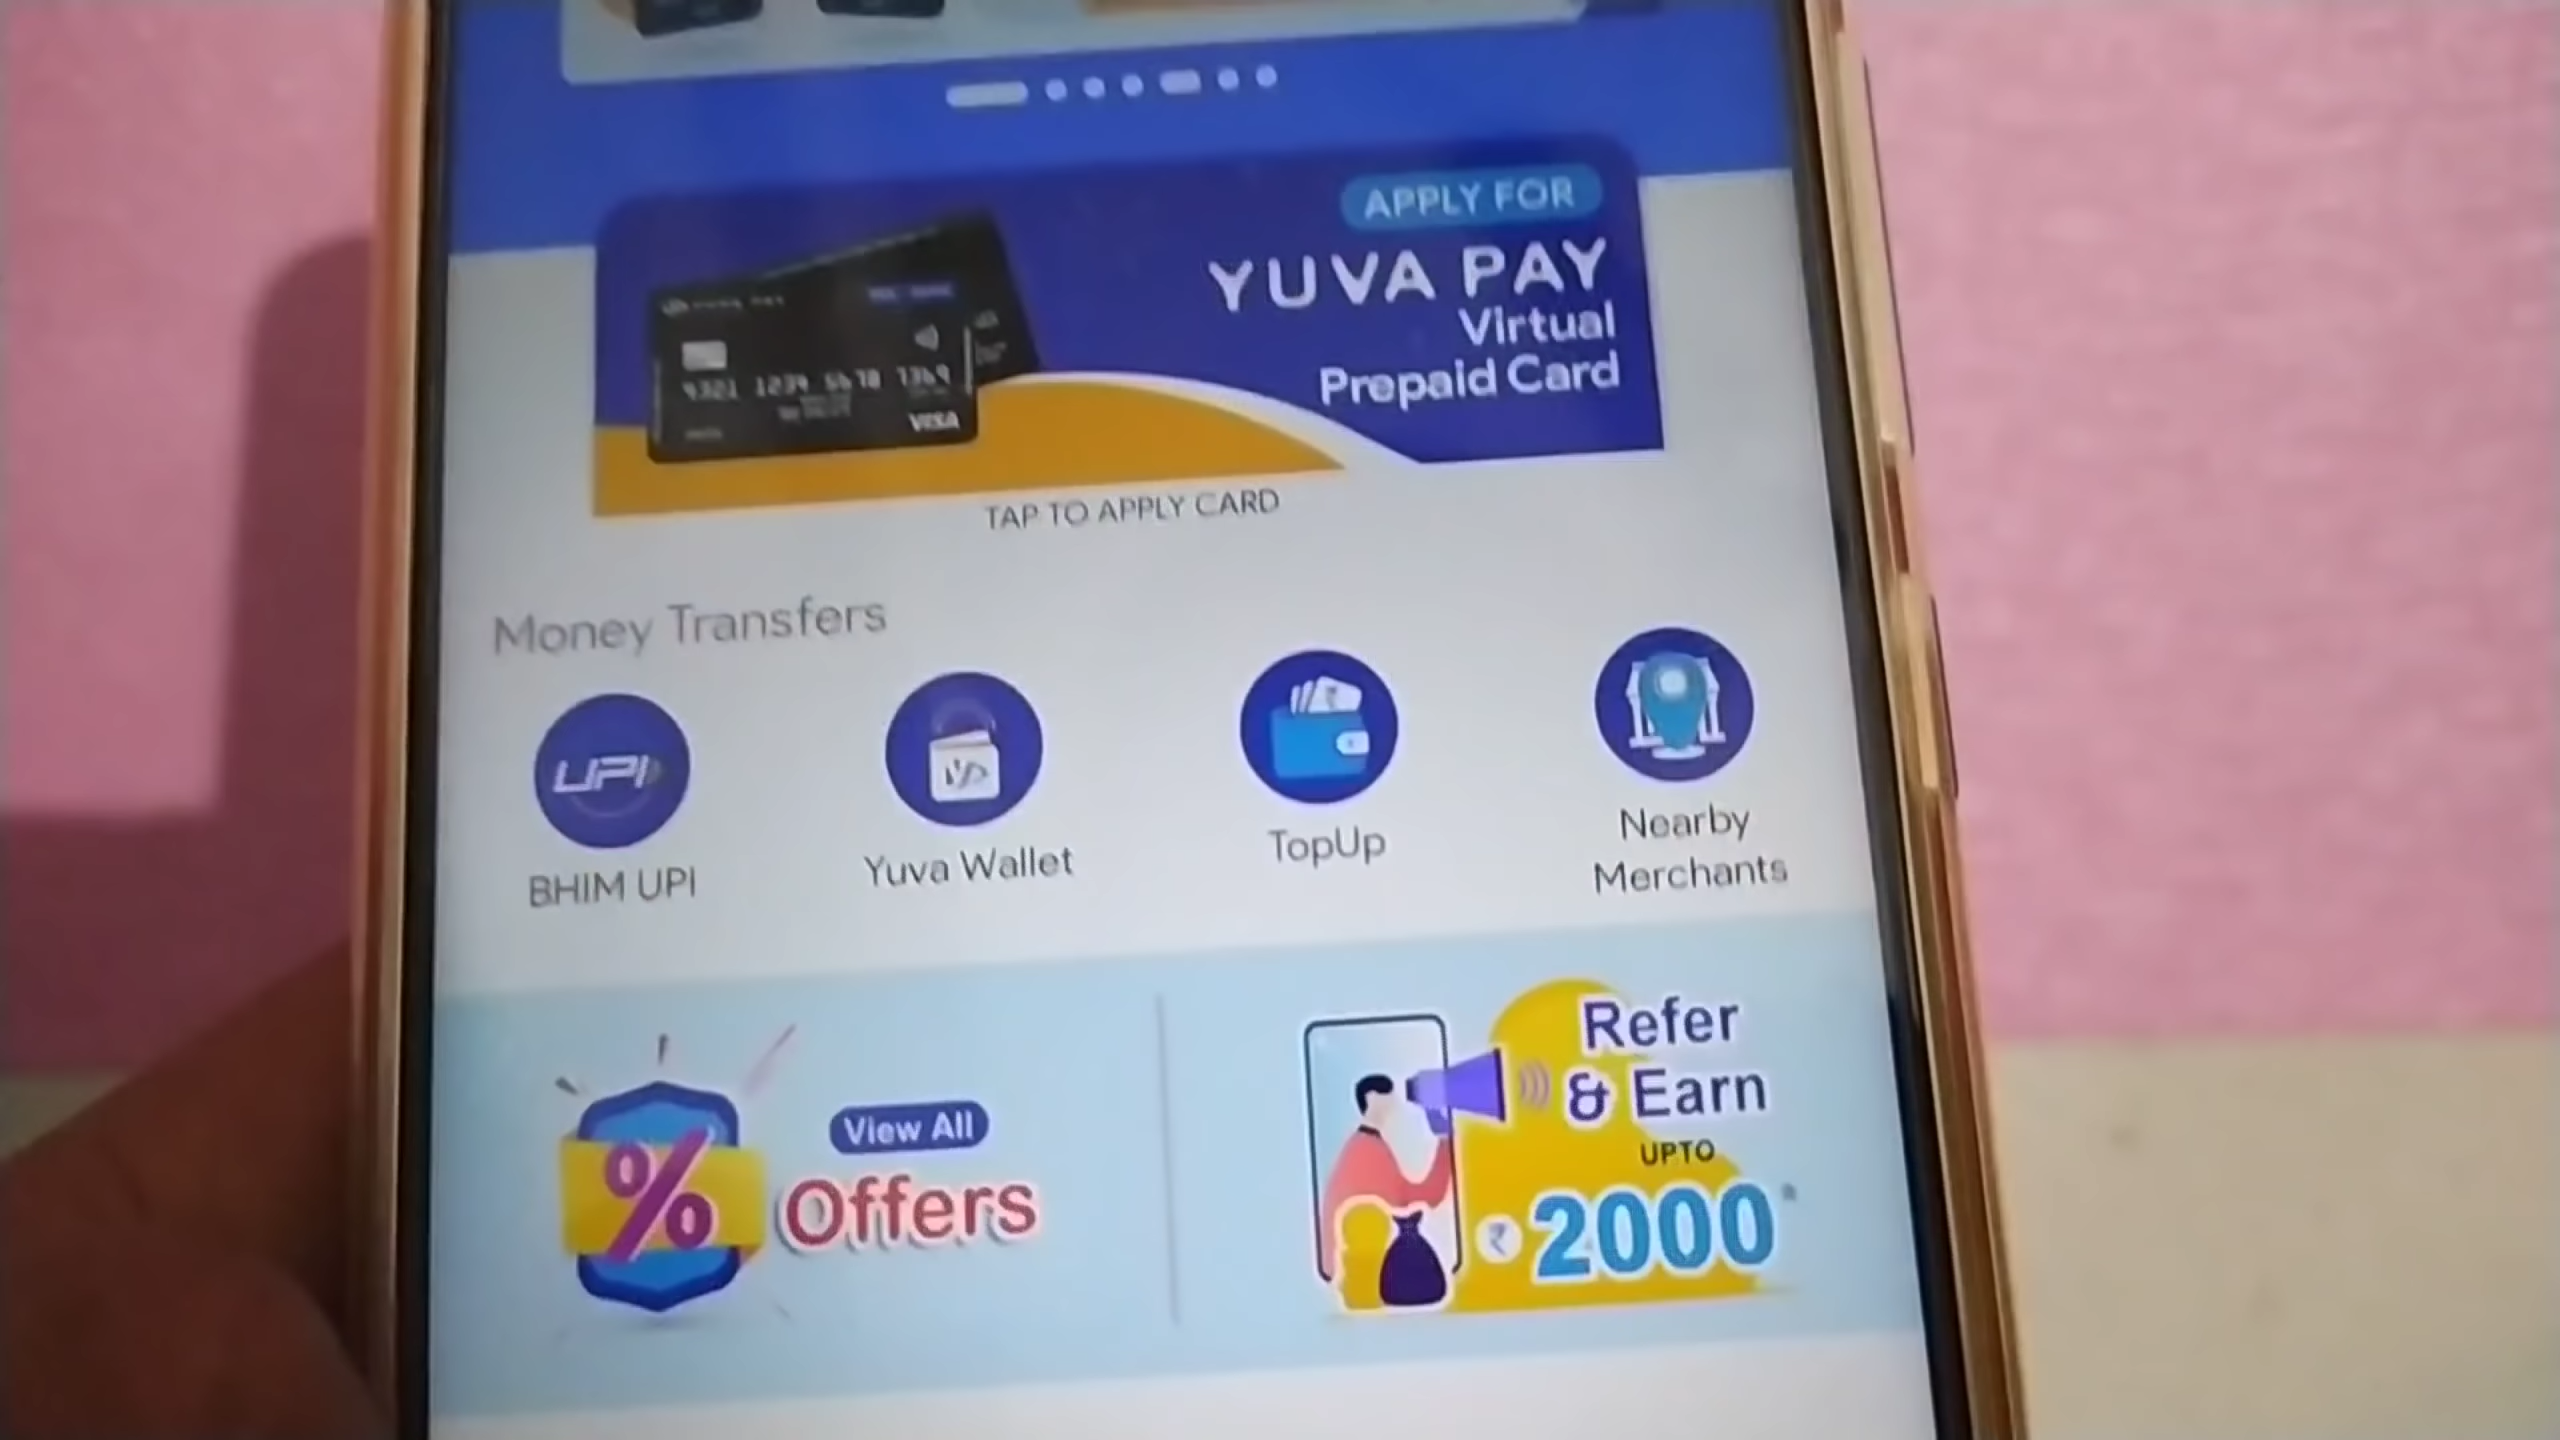 APPLY FOR
YUVA PAY
Virtual
Prepaid Card
VISA
TAP TO APPLY CARD
Money Transfers
UPI
BHIM UPI
Yuva Wallet
TopUp
Nearby
Merchants
%
View All
Offers
Refer
& Earn
UPTO
₹ 2000*